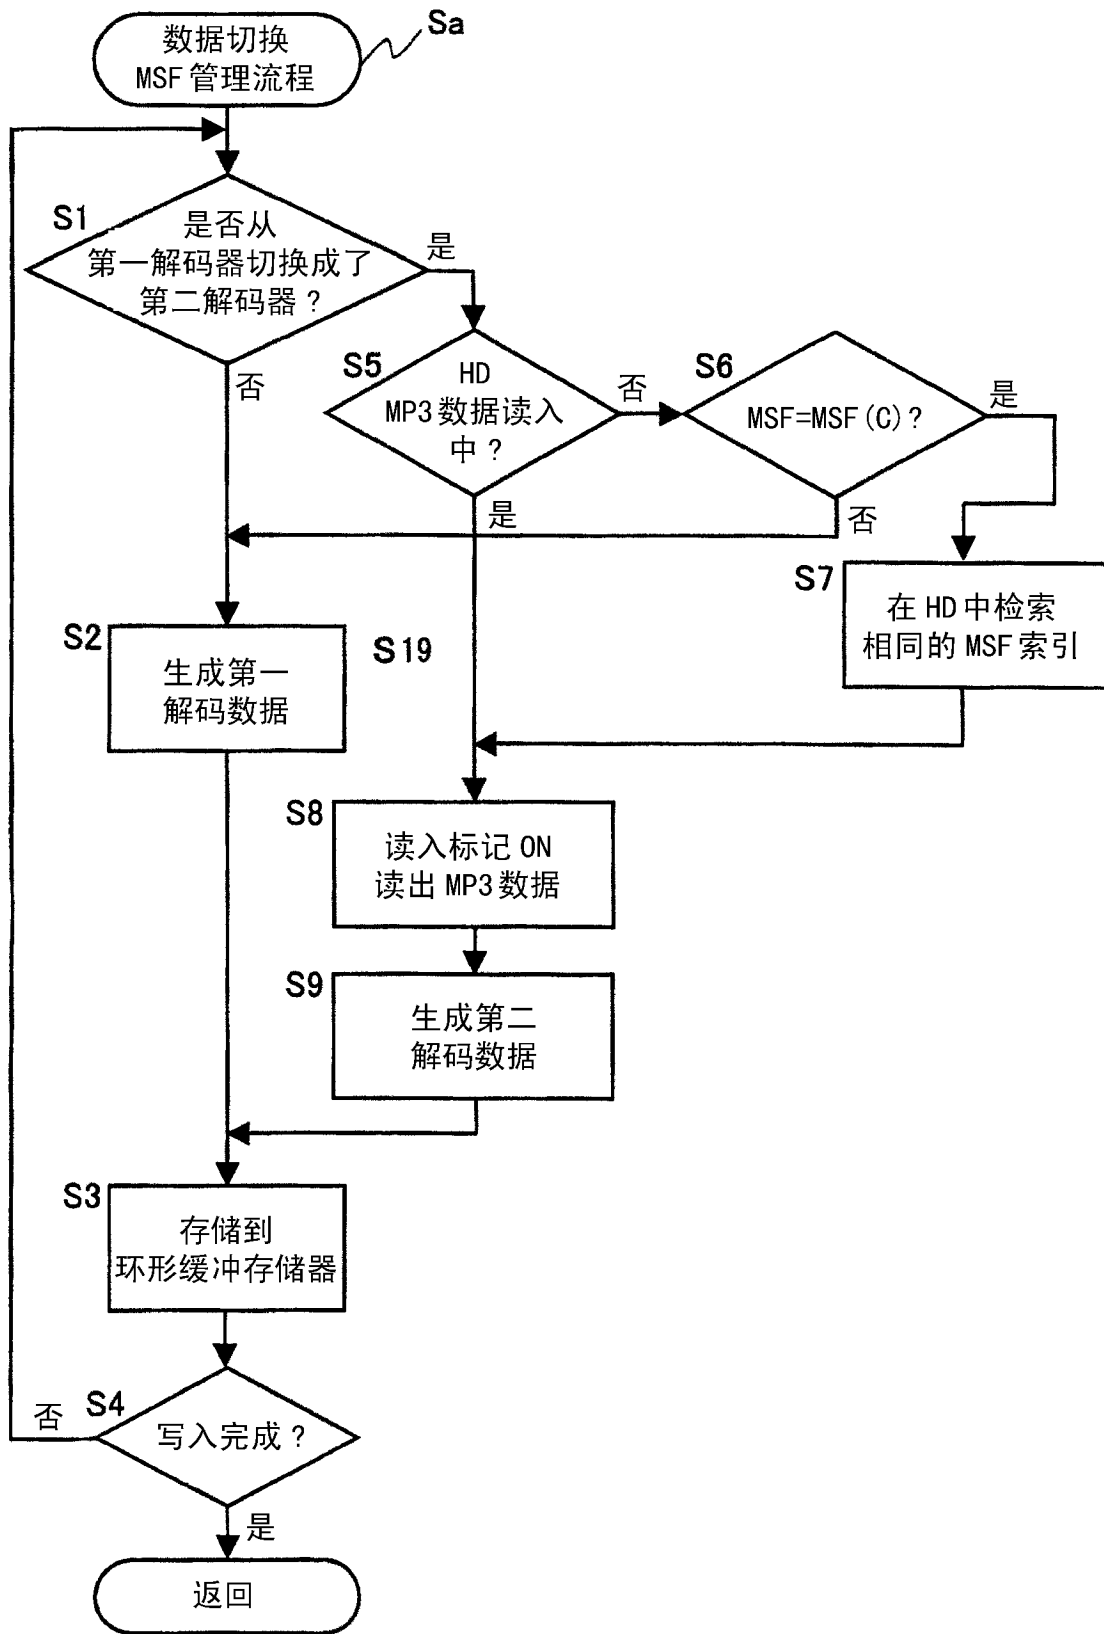 数据切换
MSF管理流程
Sa
S1
是否从
第一解码器切换成了
第二解码器？
是
否
S5
HD
MP3数据读入
中？
否
是
S6
MSF=MSF(C)？
是
否
S7
在HD中检索
相同的MSF索引
S2
生成第一
解码数据
S19
S8
读入标记ON
读出MP3数据
S9
生成第二
解码数据
S3
存储到
环形缓冲存储器
S4
写入完成？
否
是
返回